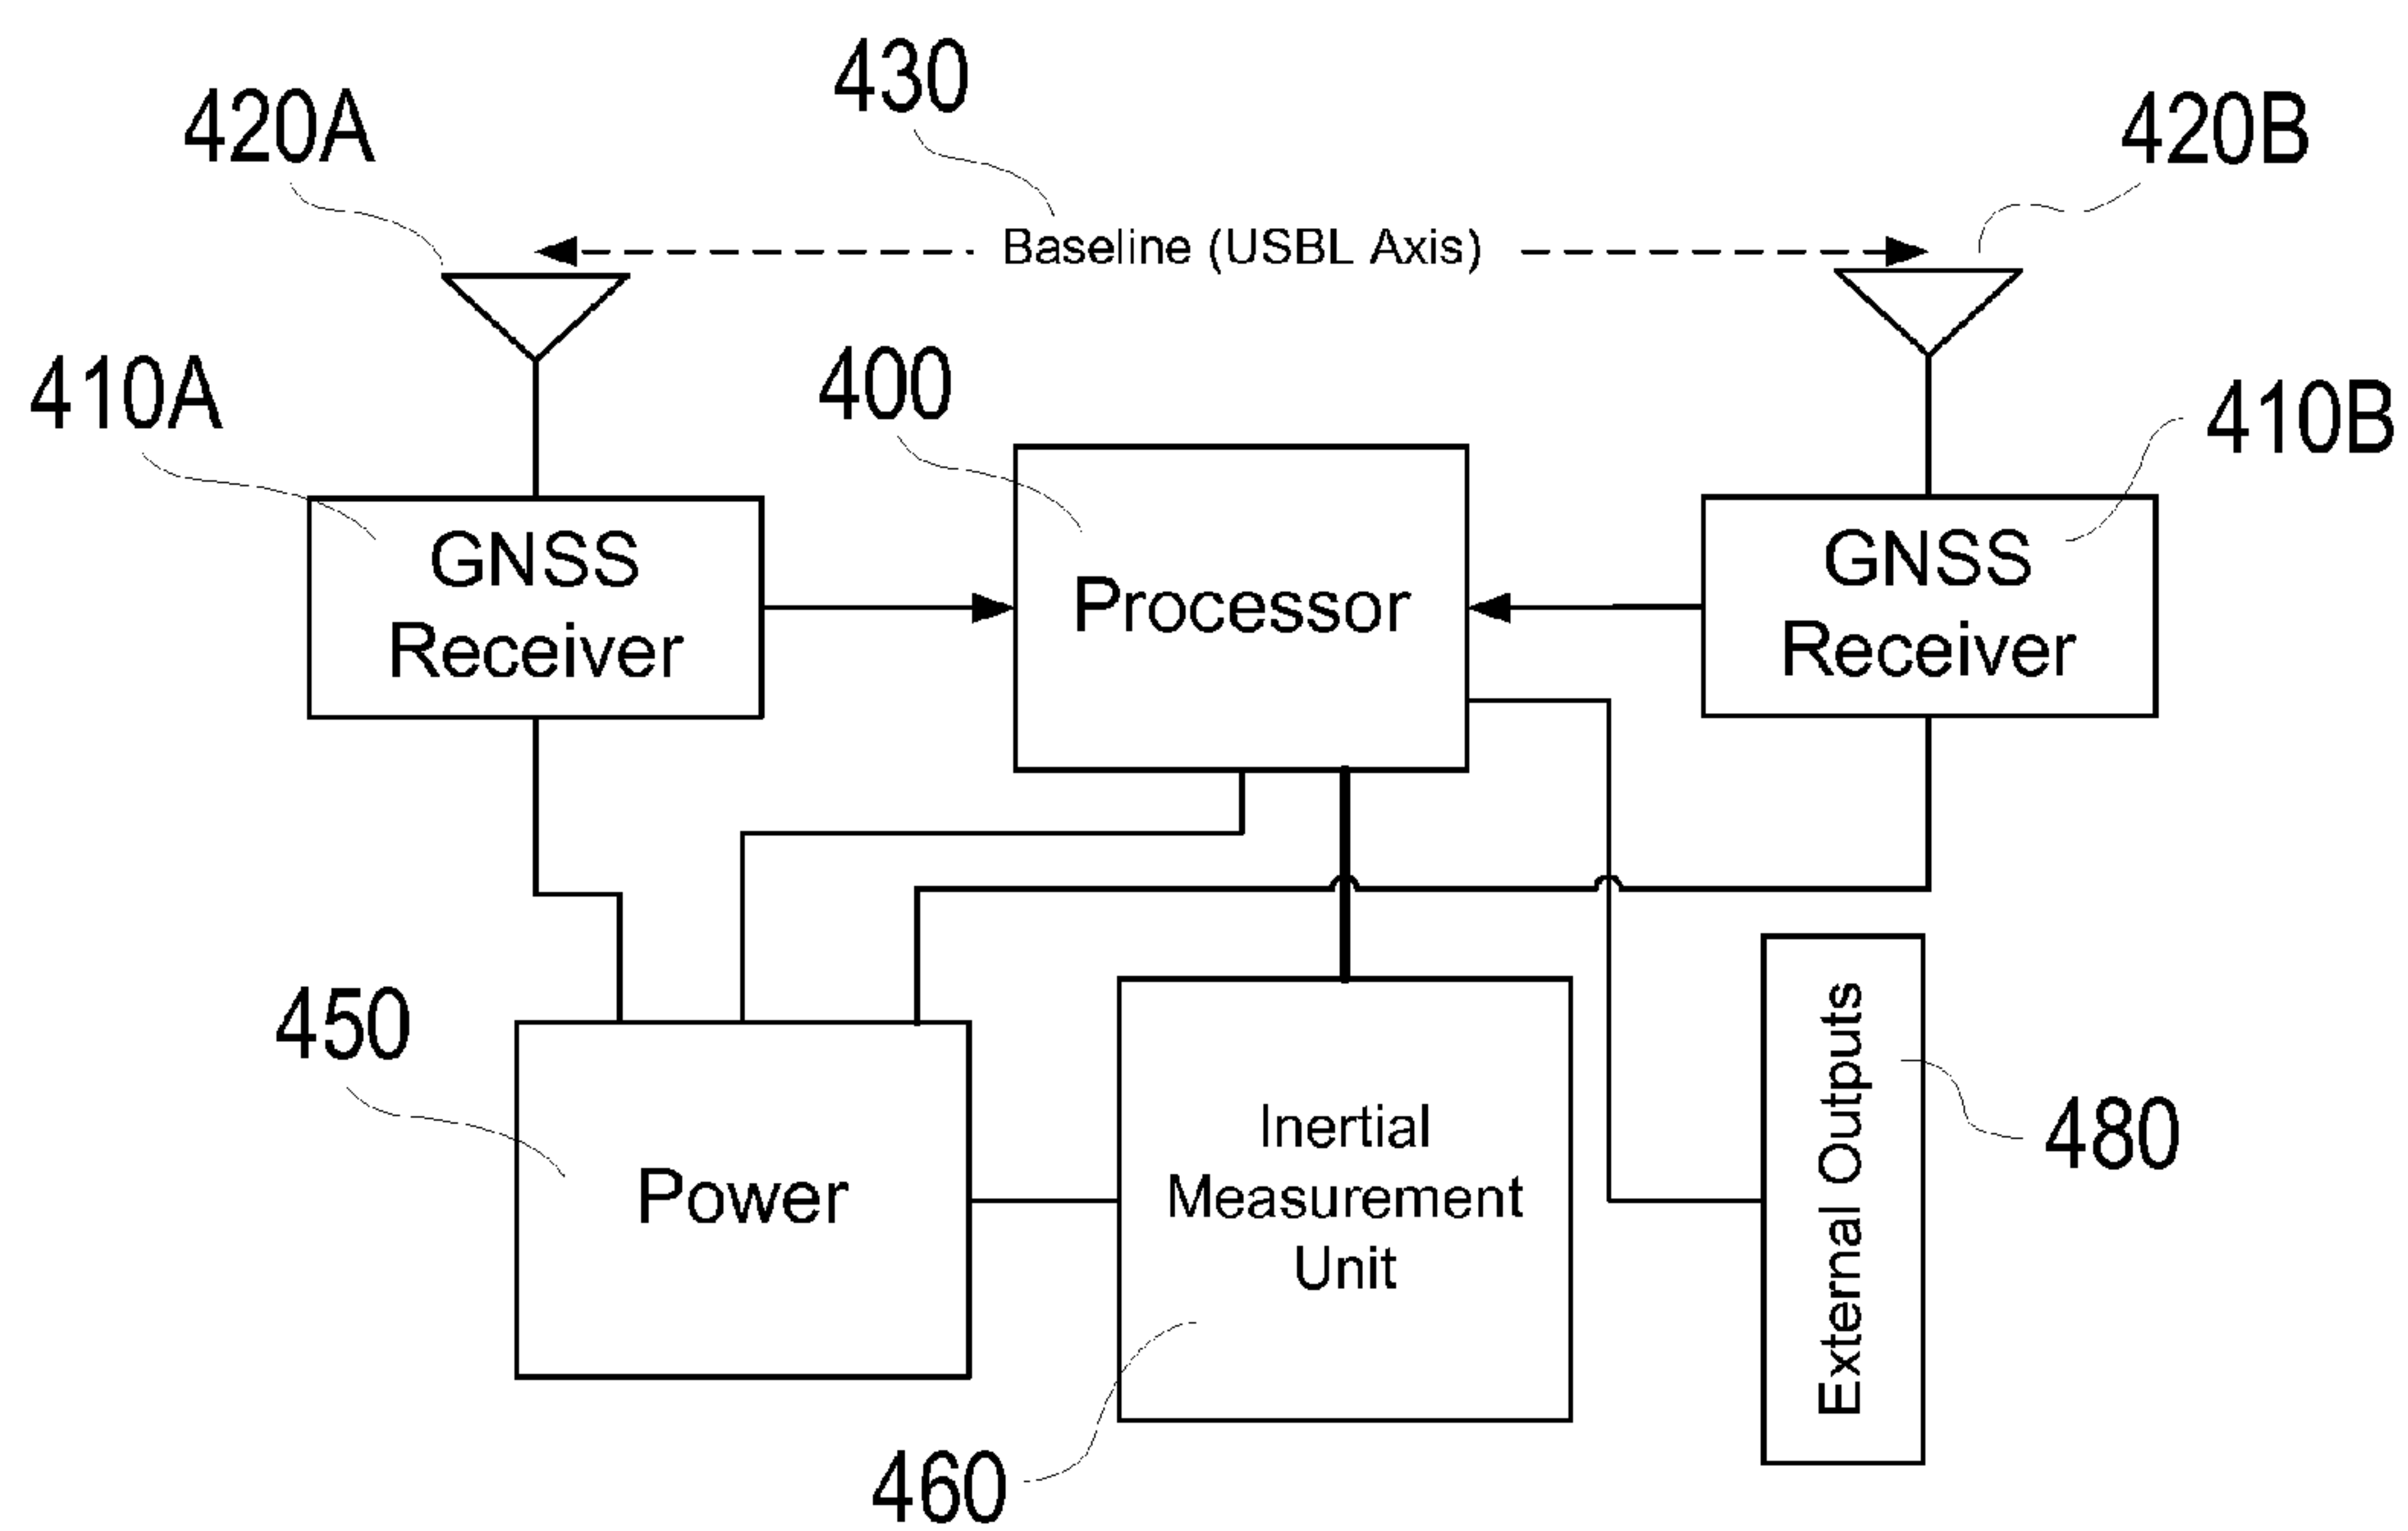 430
420A
420B
Baseline (USBL Axis)
410A
400
410B
GNSS
Receiver
Processor
GNSS
Receiver
450
Power
Inertial
Measurement
Unit
External Outputs
480
460